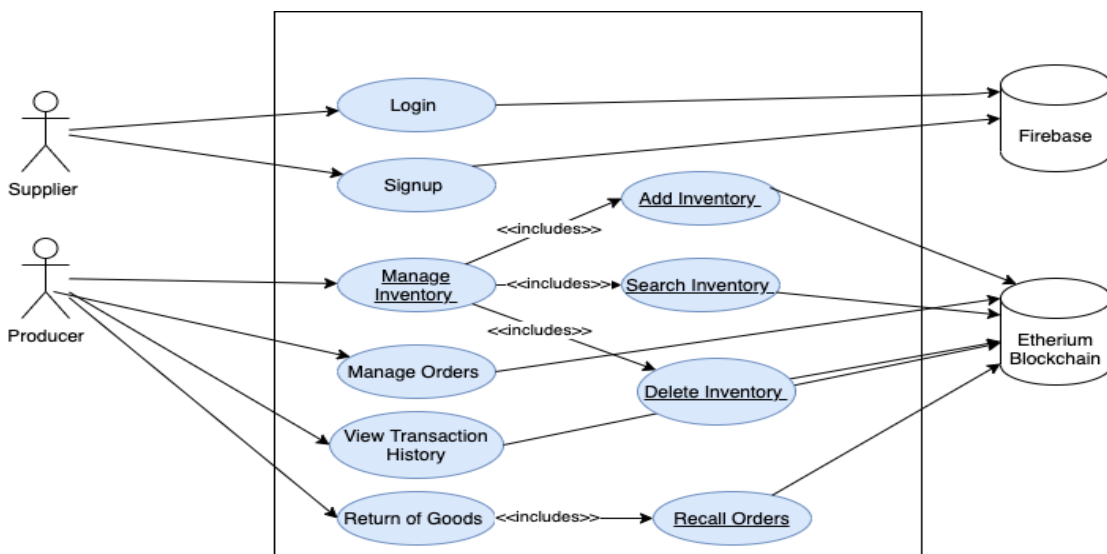 Login
Firebase
Supplier
Signup
Add Inventory
<<includes>>
Manage
Inventory
<<includes>>
Search Inventory
Producer
<<includes>>
Etherium
Blockchain
Manage Orders
Delete Inventory
View Transaction
History
Return of Goods
<<includes>>
Recall Orders